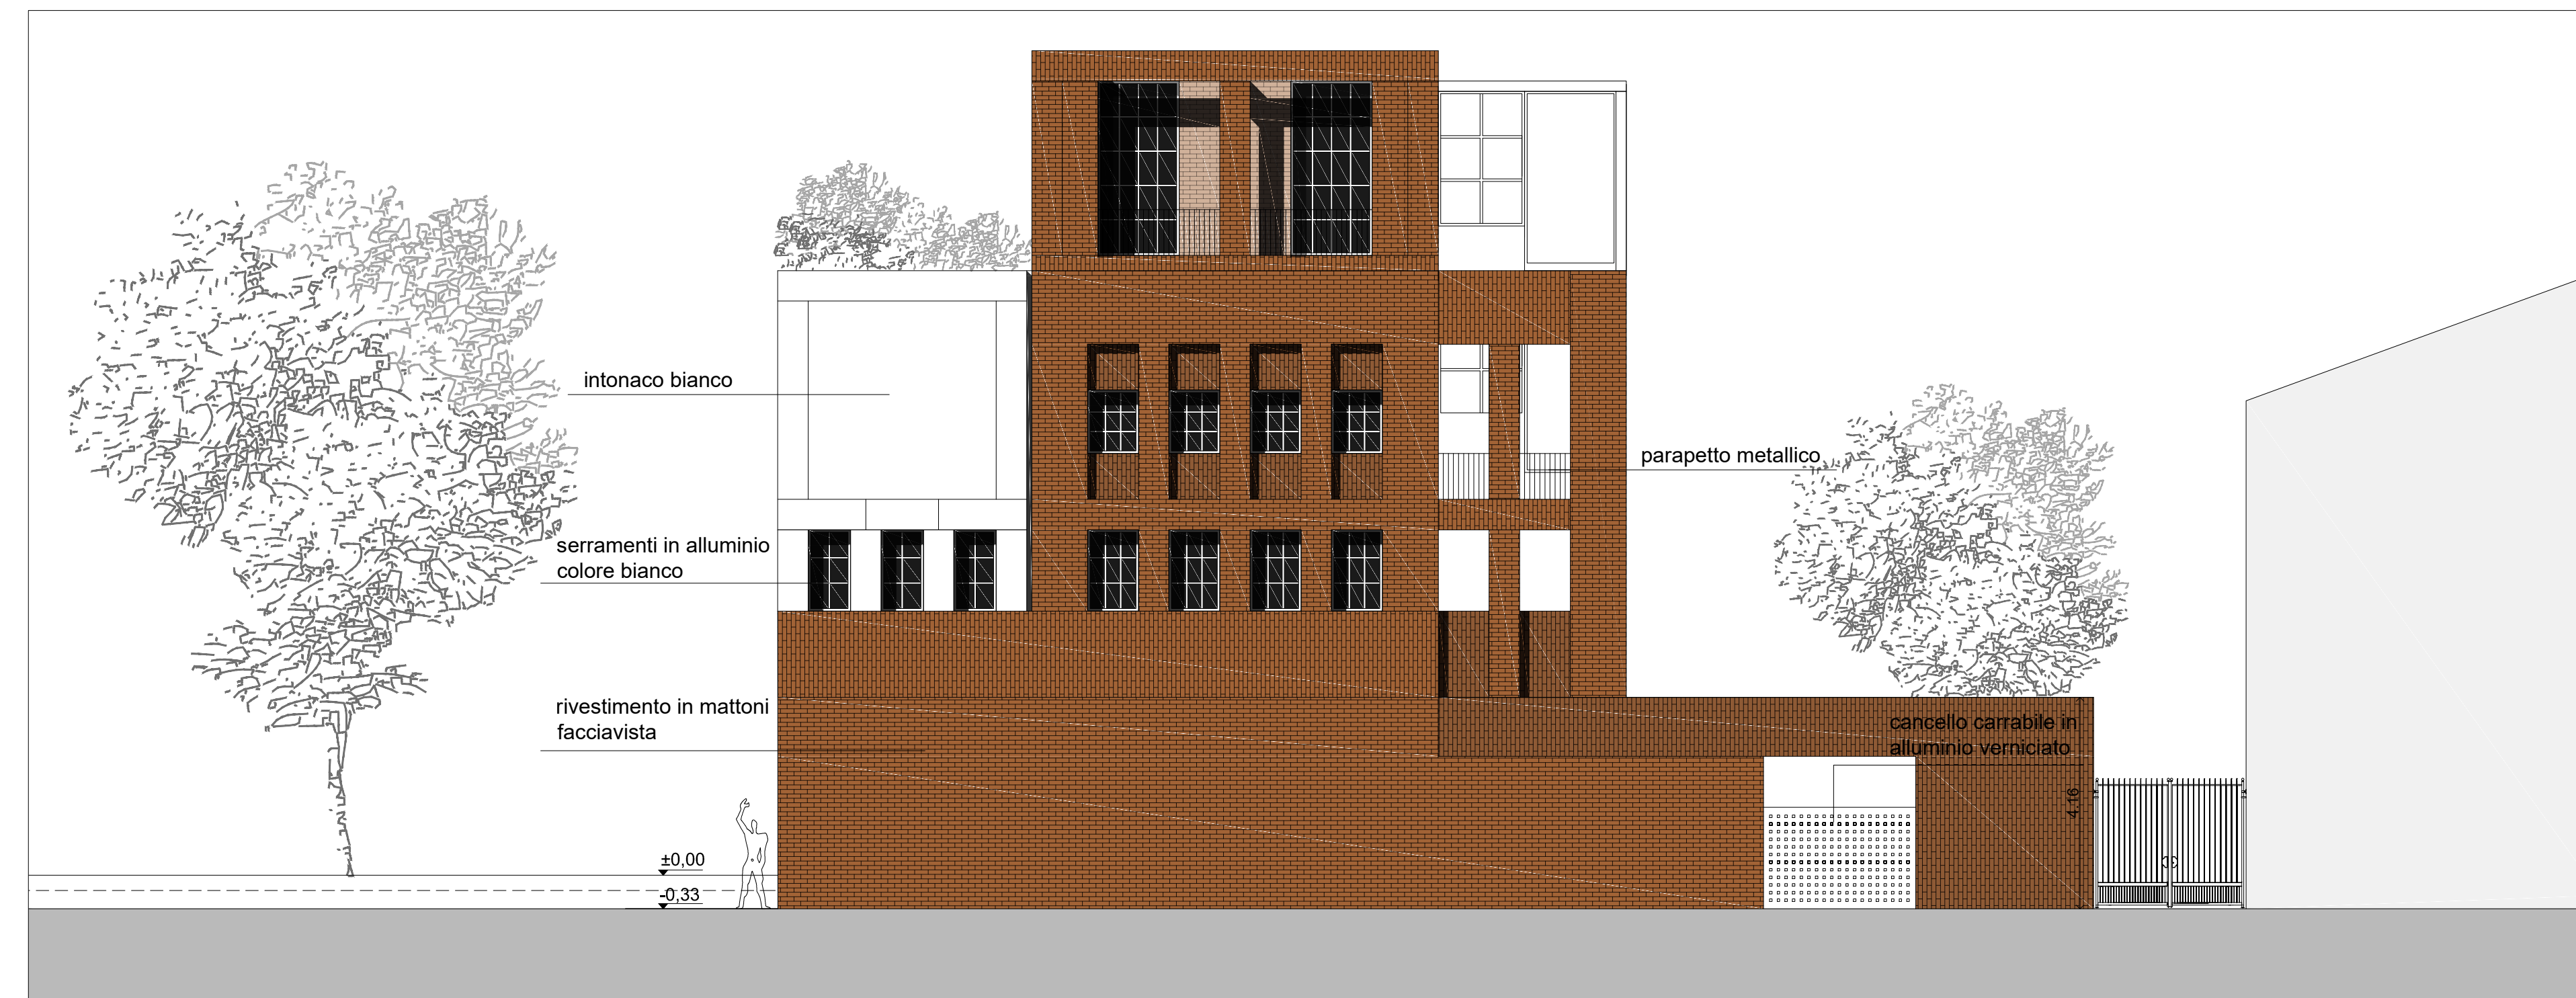 intonaco bianco
parapetto metallico
serramenti in alluminio
colore bianco
rivestimento in mattoni
facciavista
cancello carrabile in
alluminio verniciato
4.16
±0,00
-0,33